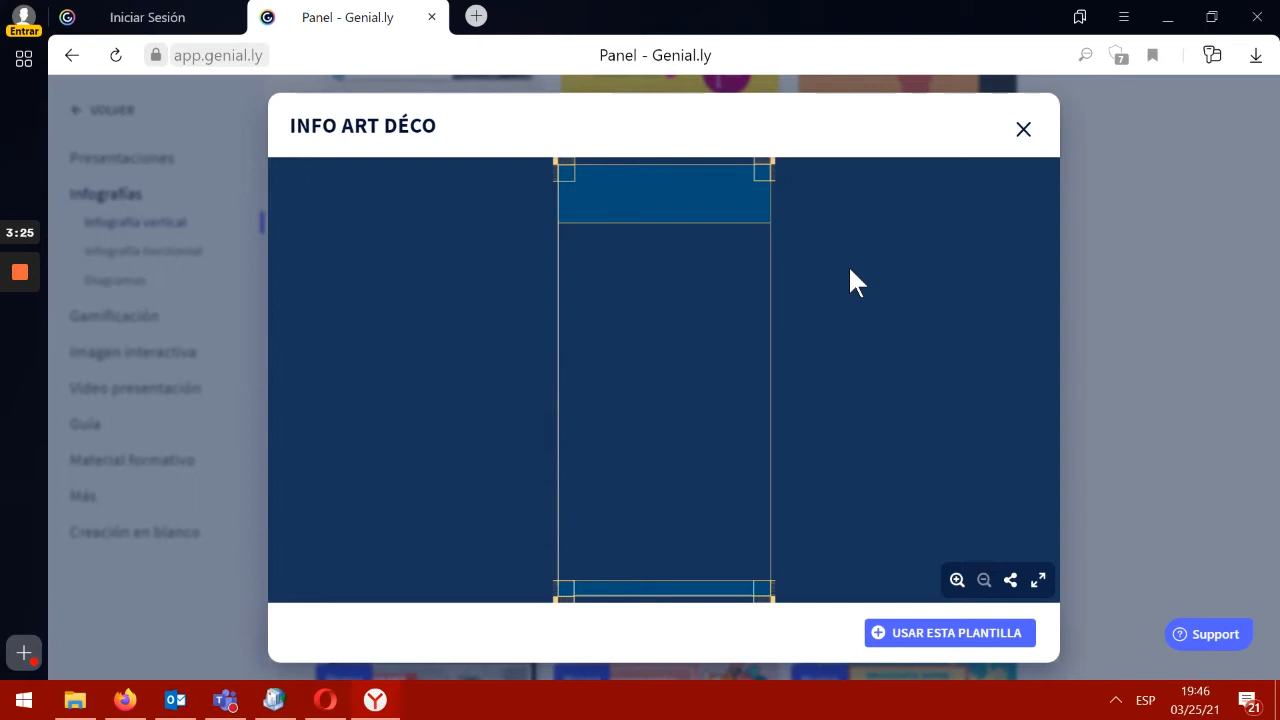 Iniciar Sesión
Panel - Genial.ly
Entrar
app.genial.ly
Panel - Genial.ly
7
VOLVER
INFO ART DÉCO
Presentaciones
Infografías
Infografía vertical
Infografía horizontal
Diagramas
Gamificación
Imagen interactiva
Video presentación
Guía
Material formativo
Más
Creación en blanco
3:25
USAR ESTA PLANTILLA
Support
ESP
19:46
03/25/21
21